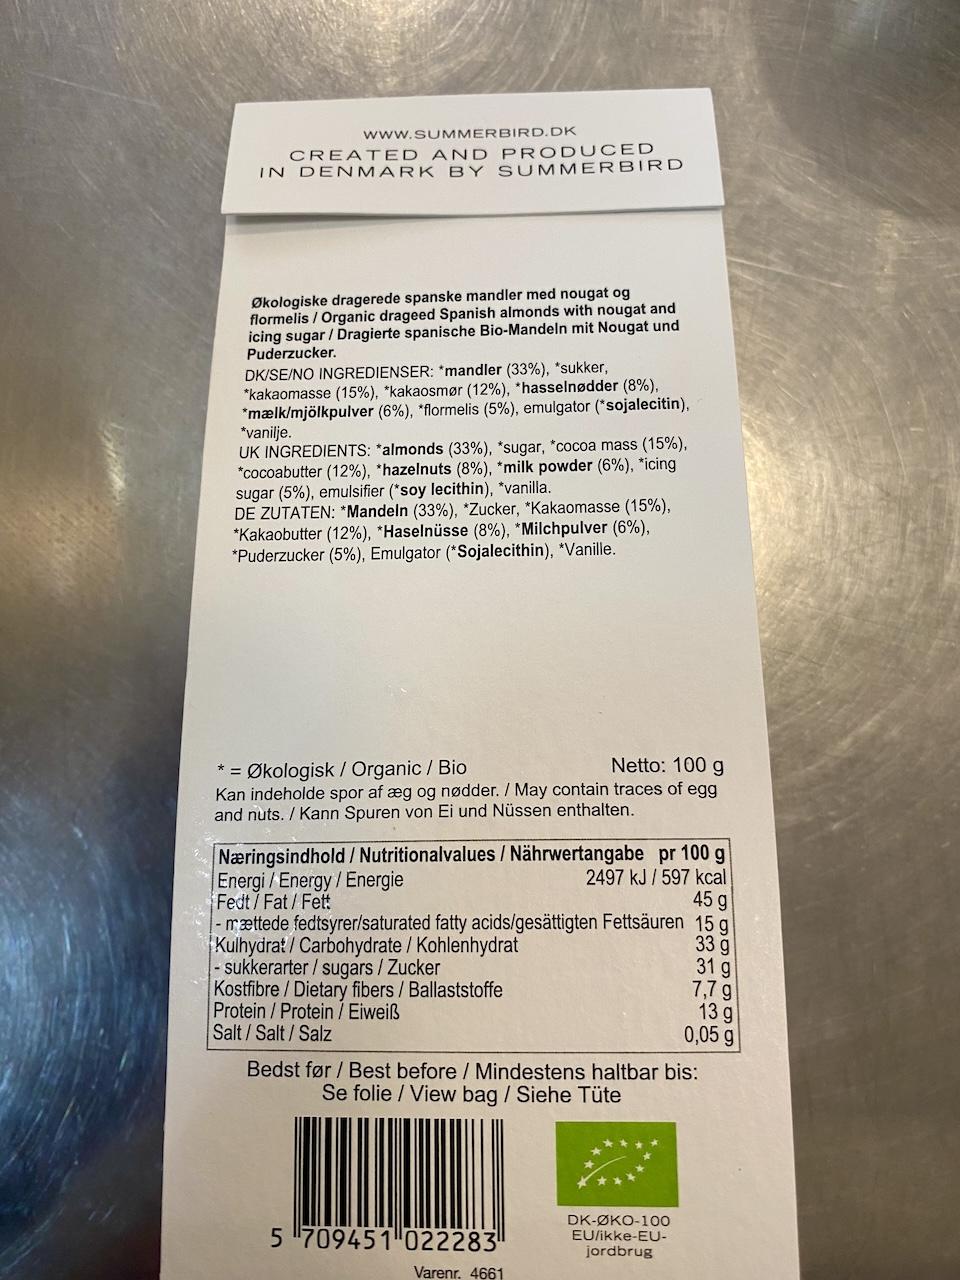 WWW.SUMMERBIRD.DK
CREATED AND PRODUCED
IN DENMARK BY SUMMERBIRD
Økologiske dragerede spanske mandler med nougat og
flormelis / Organic drageed Spanish almonds with nougat and
icing sugar / Dragierte spanische Bio-Mandeln mit Nougat und
Puderzucker.
DK/SE/NO INGREDIENSER: *mandler (33%), *sukker,
*kakaomasse (15%), *kakaosmør (12%), *hasselnødder (8%),
*mælk/mjölkpulver (6%), *flormelis (5%), emulgator (*sojalecitin),
*vanilje.
UK INGREDIENTS: *almonds (33%), *sugar, *cocoa mass (15%),
*cocoabutter (12%), *hazelnuts (8%), *milk powder (6%), *icing
sugar (5%), emulsifier (*soy lecithin), *vanilla.
DE ZUTATEN: *Mandeln (33%), *Zucker, *Kakaomasse (15%),
*Kakaobutter (12%), *Haselnüsse (8%), *Milchpulver (6%),
*Puderzucker (5%), Emulgator (*Sojalecithin), *Vanille.
* = Økologisk / Organic / Bio Netto: 100 g
Kan indeholde spor af æg og nødder. / May contain traces of egg
and nuts. / Kann Spuren von Ei und Nüssen enthalten.
Næringsindhold / Nutritionalvalues / Nährwertangabe pr 100 g
Energi / Energy / Energie 2497 kJ / 597 kcal
Fedt / Fat / Fett 45 g
- mættede fedtsyrer/saturated fatty acids/gesättigten Fettsäuren 15 g
Kulhydrat / Carbohydrate / Kohlenhydrat 33 g
- sukkerarter / sugars / Zucker 31 g
Kostfibre / Dietary fibers / Ballaststoffe 7,7 g
Protein / Protein / Eiweiß 13 g
Salt / Salt / Salz 0,05 g
Bedst før / Best before / Mindestens haltbar bis:
Se folie / View bag / Siehe Tüte
5 709451 022283
DK-ØKO-100
EU/ikke-EU-
jordbrug
Varenr. 4661